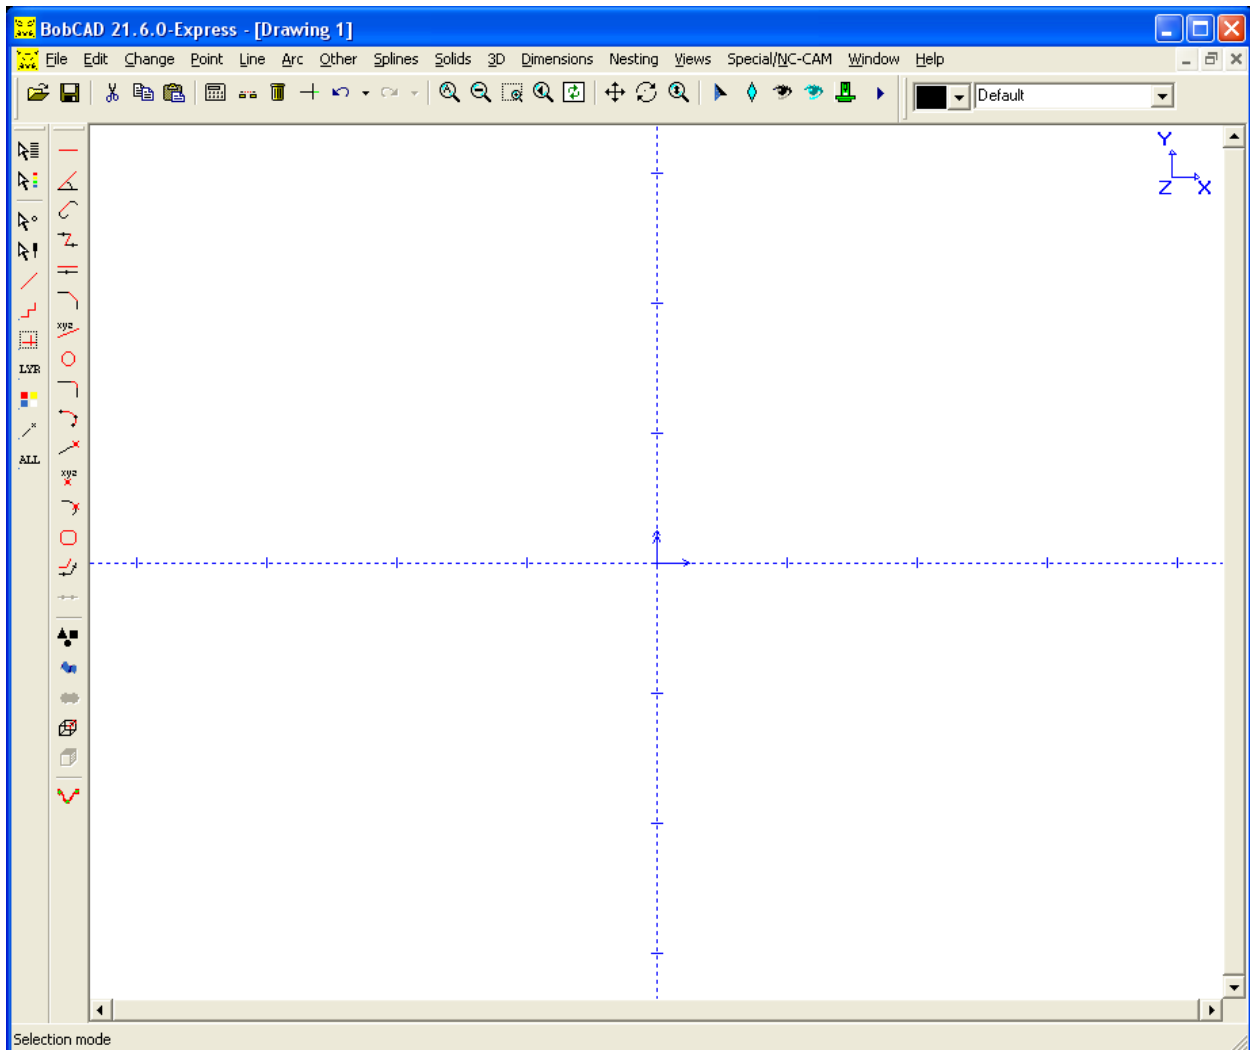 BobCAD 21.6.0-Express - [Drawing 1]
File Edit Change Point Line Arc Other Splines Solids 3D Dimensions Nesting Views Special/NC-CAM Window Help
Default
Y
Z X
xyz
LYR
ALL
xyz
Selection mode